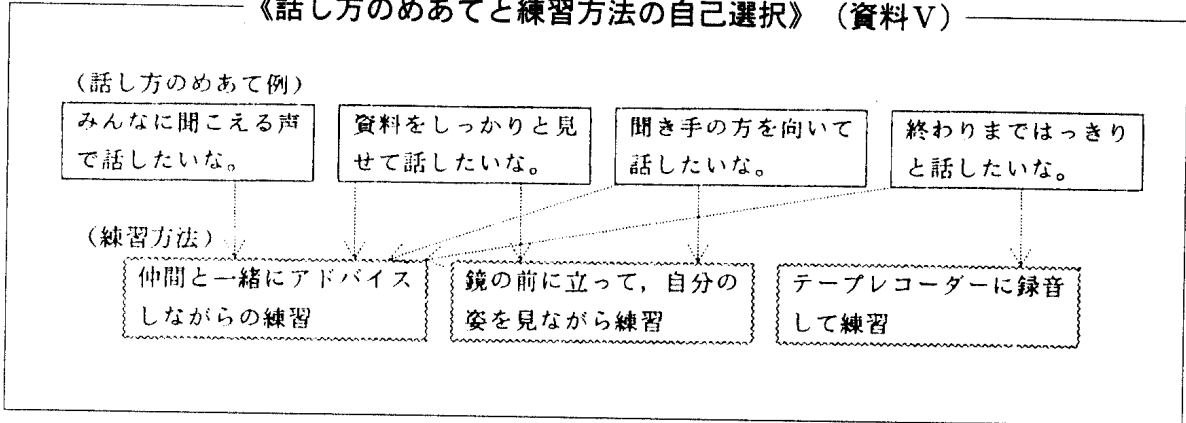 《話し方のめあてと練習方法の自己選択》（資料Ⅴ）
（話し方のめあて例）
みんなに聞こえる声
で話したいな。
資料をしっかりと見
せて話したいな。
聞き手の方を向いて
話したいな。
終わりまではっきり
と話したいな。
（練習方法）
仲間と一緒にアドバイス
しながらの練習
鏡の前に立って，自分の
姿を見ながら練習
テープレコーダーに録音
して練習